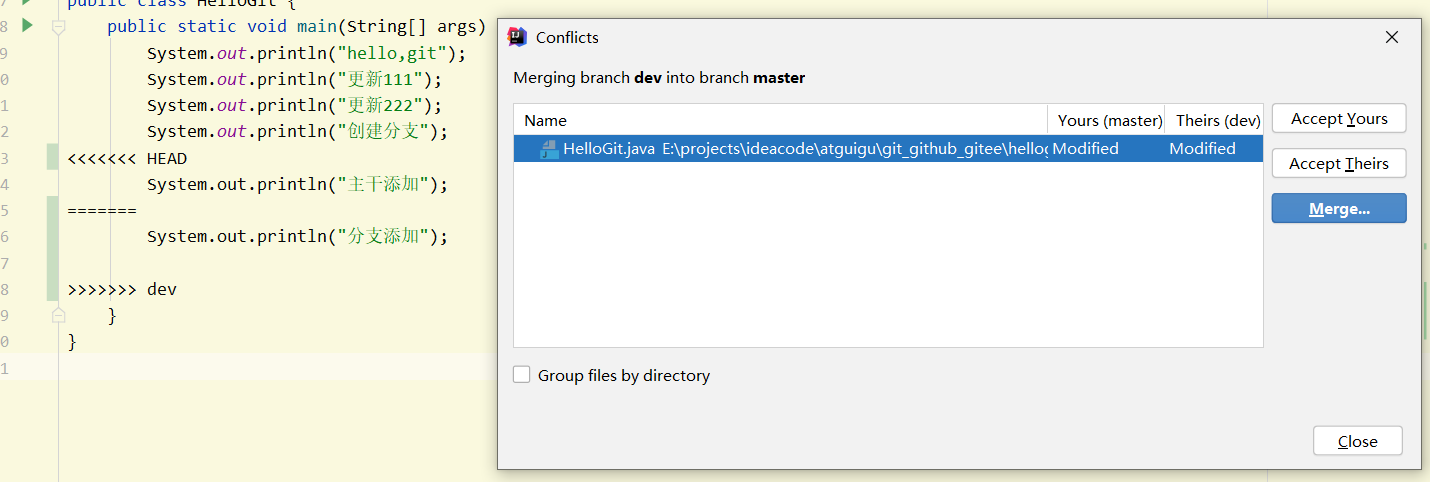 public class HelloGit {
8 public static void main(String[] args)
9 System.out.println("hello,git");
0 System.out.println("更新111");
1 System.out.println("更新222");
2 System.out.println("创建分支");
3 <<<<<<< HEAD
4 System.out.println("主干添加");
5 =======
6 System.out.println("分支添加");
7
8 >>>>>>> dev
9 }
0 }
1
Conflicts
Merging branch dev into branch master
Name Yours (master) Theirs (dev)
HelloGit.java E:\projects\ideacode\atguigu\git_github_gitee\hellog Modified Modified
Accept Yours
Accept Theirs
Merge...
Group files by directory
Close